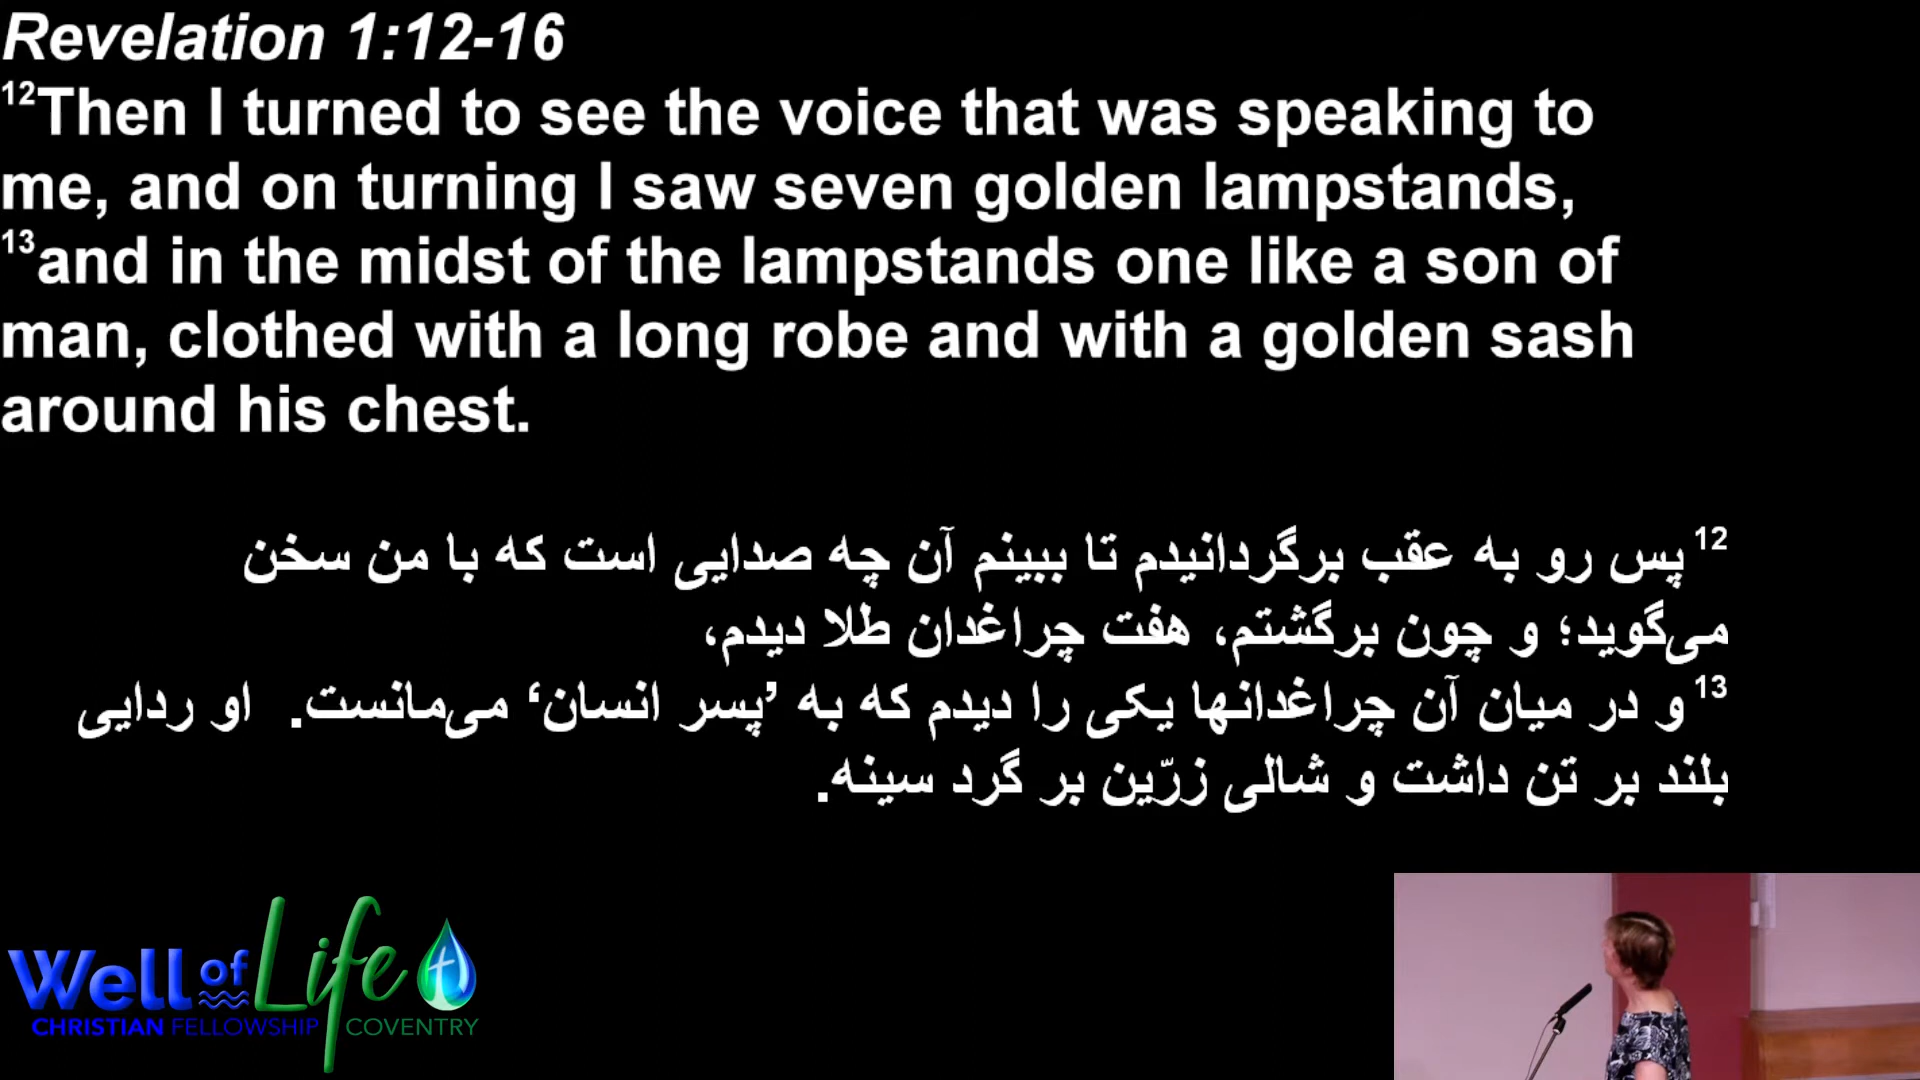 Revelation 1:12-16
12Then I turned to see the voice that was speaking to
me, and on turning I saw seven golden lampstands,
13and in the midst of the lampstands one like a son of
man, clothed with a long robe and with a golden sash
around his chest.
12پس رو به عقب برگردانیدم تا ببینم آن چه صدایی است که با من سخن
می‌گوید؛ و چون برگشتم، هفت چراغدان طلا دیدم،
13و در میان آن چراغدانها یکی را دیدم که به ’پسر انسان‘ می‌مانست. او ردایی
بلند بر تن داشت و شالی زرّین بر گرد سینه.
Well of Life
CHRISTIAN FELLOWSHIP COVENTRY